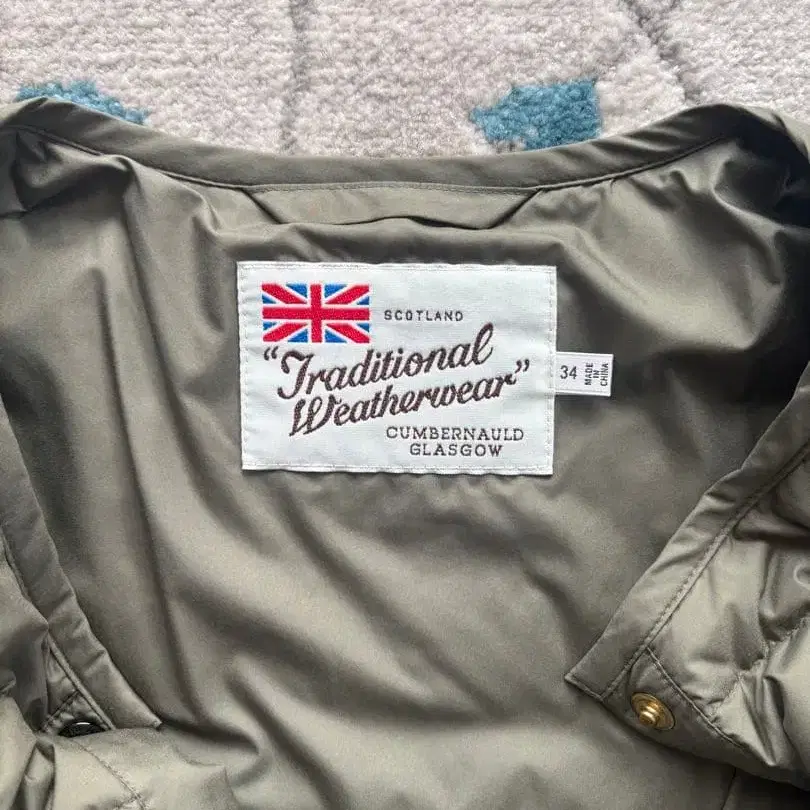 SCOTLAND
"Traditional
Weatherwear"
CUMBERNAULD
GLASGOW
34
MADE
IN
CHINA